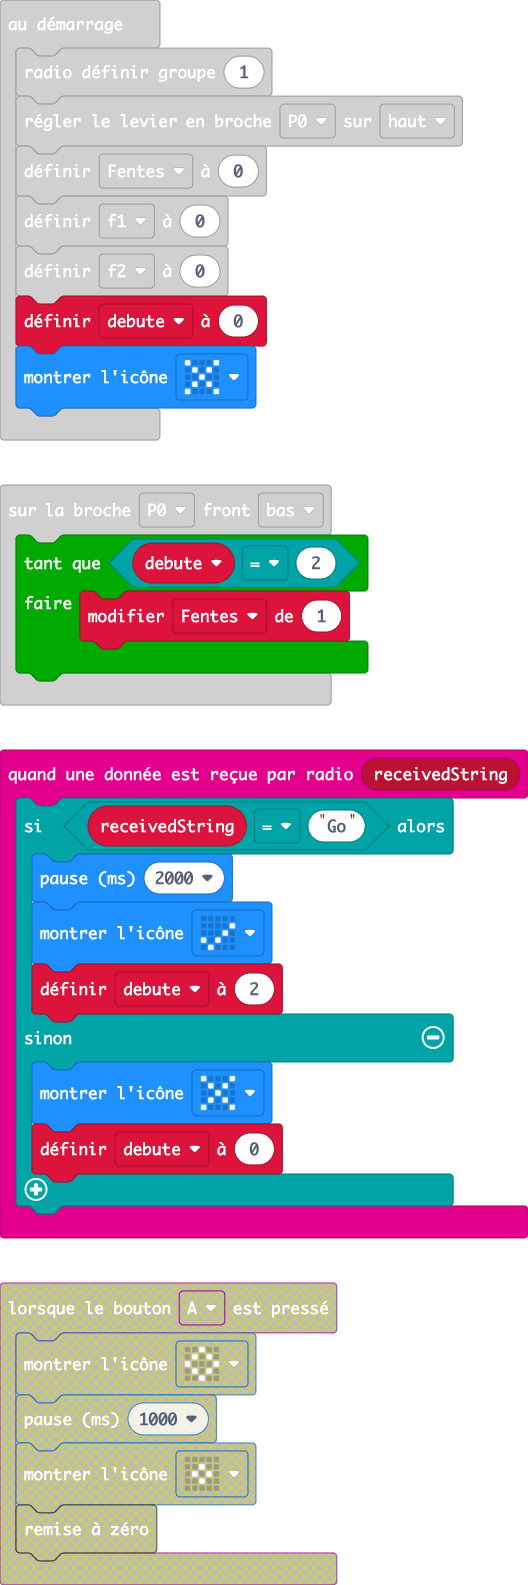 au démarrage
radio définir groupe 1
régler le levier en broche P0 sur haut
définir Fentes à 0
définir f1 à 0
définir f2 à 0
définir debute à 0
montrer l'icône
sur la broche P0 front bas
tant que debute = 2
faire modifier Fentes de 1
quand une donnée est reçue par radio receivedString
si receivedString = "Go" alors
pause (ms) 2000
montrer l'icône
définir debute à 2
sinon
montrer l'icône
définir debute à 0
lorsque le bouton A est pressé
montrer l'icône
pause (ms) 1000
montrer l'icône
remise à zéro